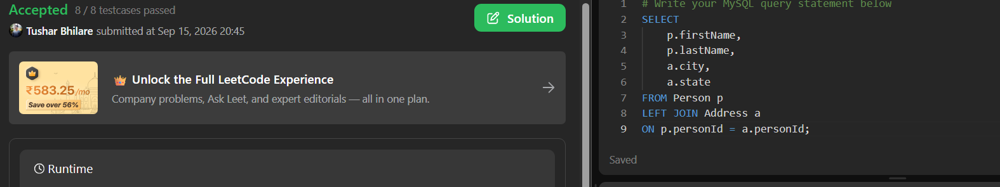 Accepted 8 / 8 testcases passed
Tushar Bhilare submitted at Sep 15, 2026 20:45
Solution
₹583.25/mo
Save over 56%
Unlock the Full LeetCode Experience
Company problems, Ask Leet, and expert editorials — all in one plan.
Runtime
1 # Write your MySQL query statement below
2 SELECT
3 p.firstName,
4 p.lastName,
5 a.city,
6 a.state
7 FROM Person p
8 LEFT JOIN Address a
9 ON p.personId = a.personId;
Saved